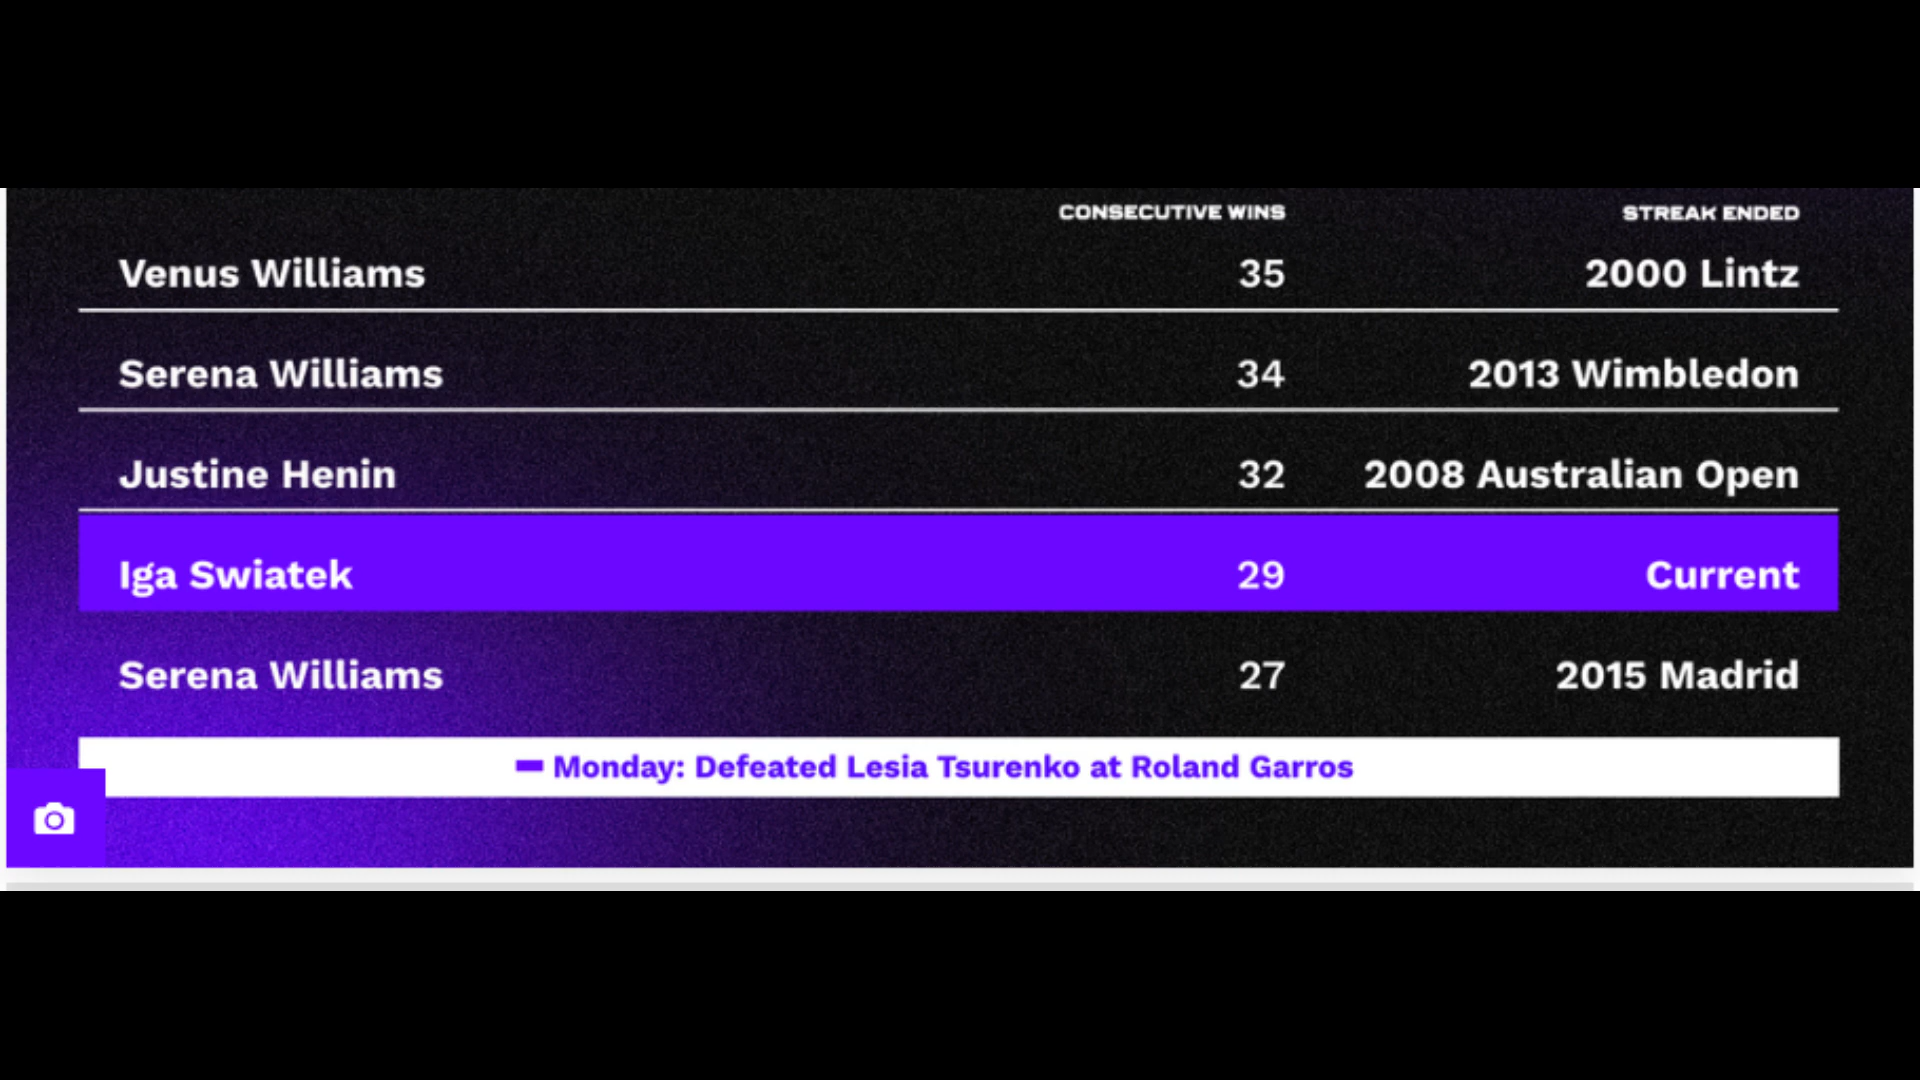 CONSECUTIVE WINS STREAK ENDED
Venus Williams 35 2000 Lintz
Serena Williams 34 2013 Wimbledon
Justine Henin 32 2008 Australian Open
Iga Swiatek 29 Current
Serena Williams 27 2015 Madrid
Monday: Defeated Lesia Tsurenko at Roland Garros